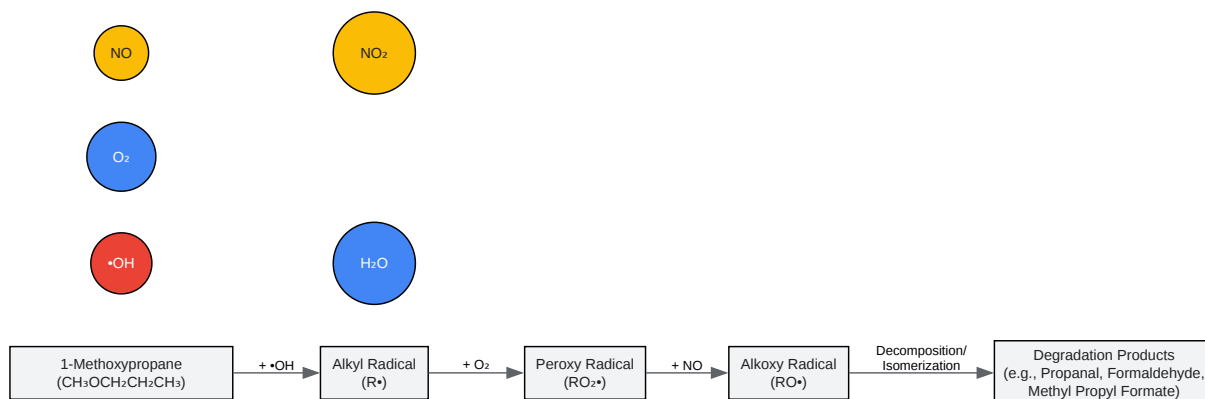 NO
NO₂
O₂
•OH
H₂O
1-Methoxypropane
(CH₃OCH₂CH₂CH₃)
+ •OH
Alkyl Radical
(R•)
+ O₂
Peroxy Radical
(RO₂•)
+ NO
Alkoxy Radical
(RO•)
Decomposition/
Isomerization
Degradation Products
(e.g., Propanal, Formaldehyde,
Methyl Propyl Formate)